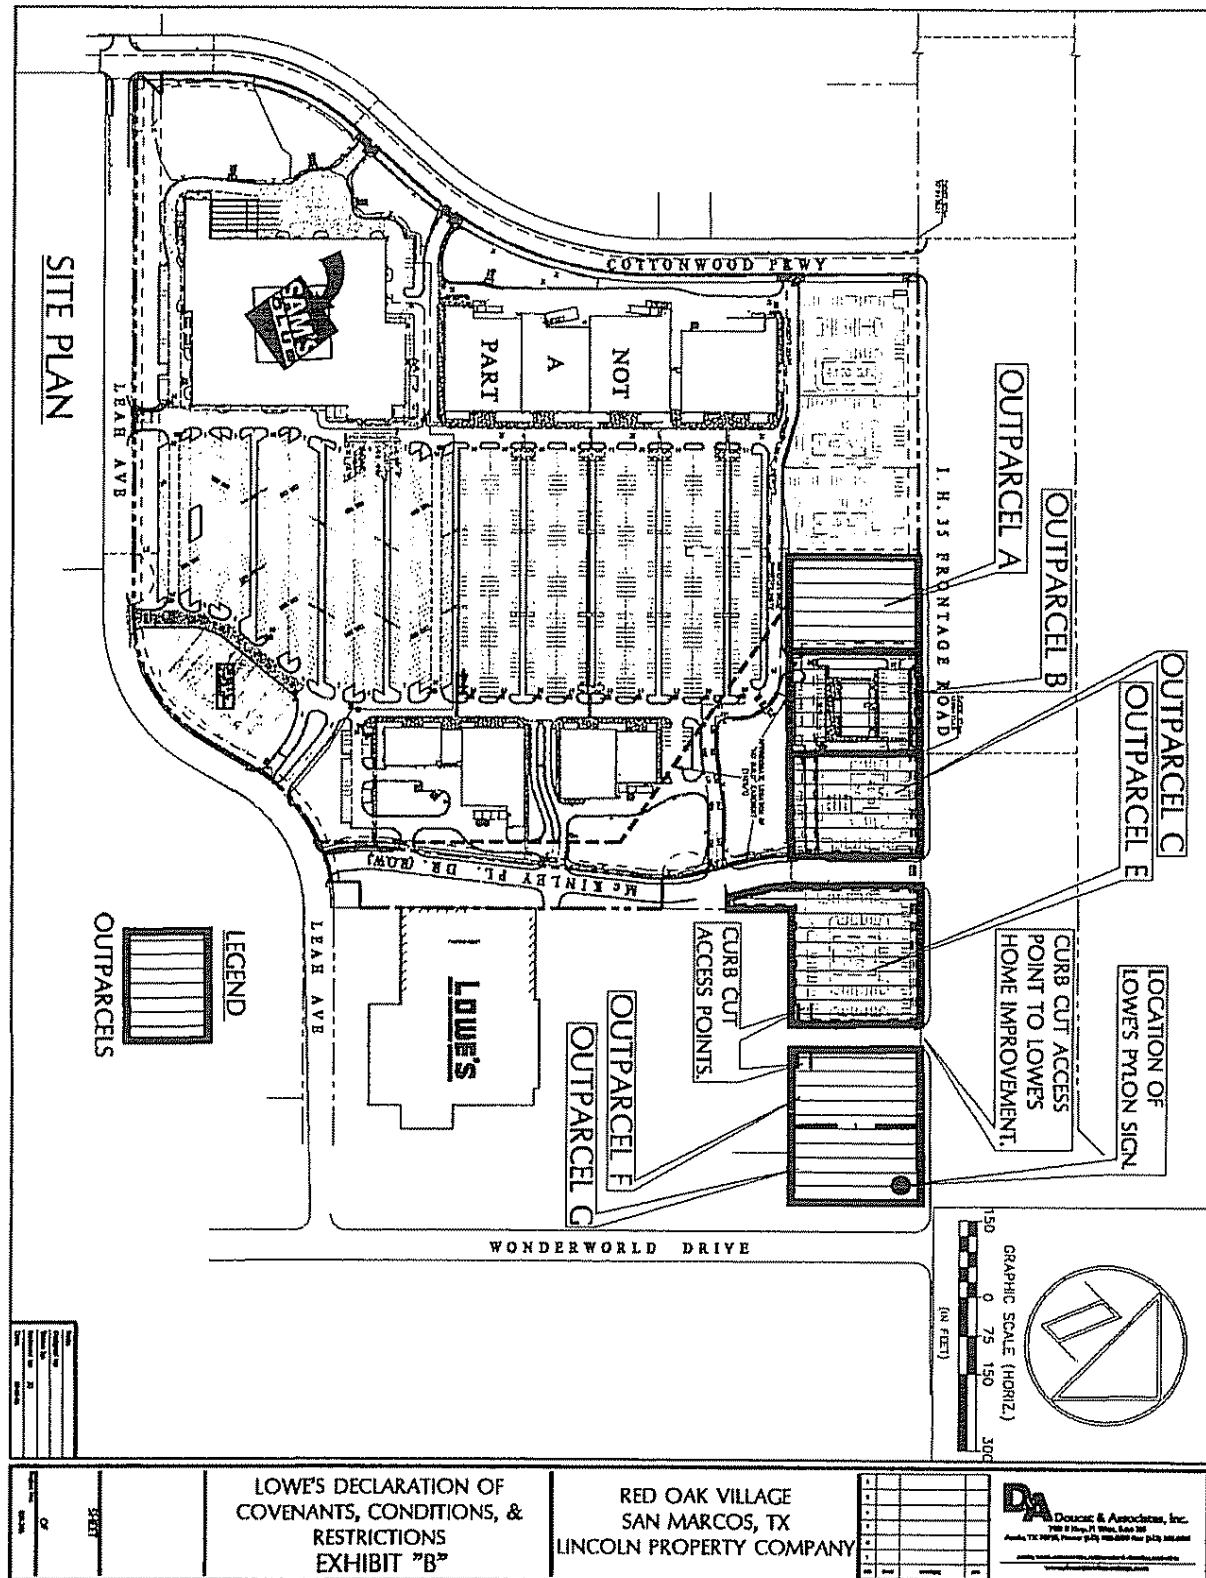 SITE PLAN
COTTONWOOD PKWY
SAMS
CLUB
PART
A
NOT
LEAH AVE
I. H. 35 FRONTAGE ROAD
OUTPARCEL A
OUTPARCEL B
OUTPARCEL C
OUTPARCEL E
McKINLEY PL. DR. (ROW)
LEAH AVE
LOWE'S
CURB CUT
ACCESS POINTS.
CURB CUT ACCESS
POINT TO LOWE'S
HOME IMPROVEMENT.
LOCATION OF
LOWE'S PYLON SIGN.
OUTPARCEL F
OUTPARCEL G
LEGEND
OUTPARCELS
WONDERWORLD DRIVE
GRAPHIC SCALE (HORIZ.)
150 0 75 150 300
(IN FEET)
SHEET
OF
LOWE'S DECLARATION OF
COVENANTS, CONDITIONS, &
RESTRICTIONS
EXHIBIT "B"
RED OAK VILLAGE
SAN MARCOS, TX
LINCOLN PROPERTY COMPANY
Doucet & Associates, Inc.